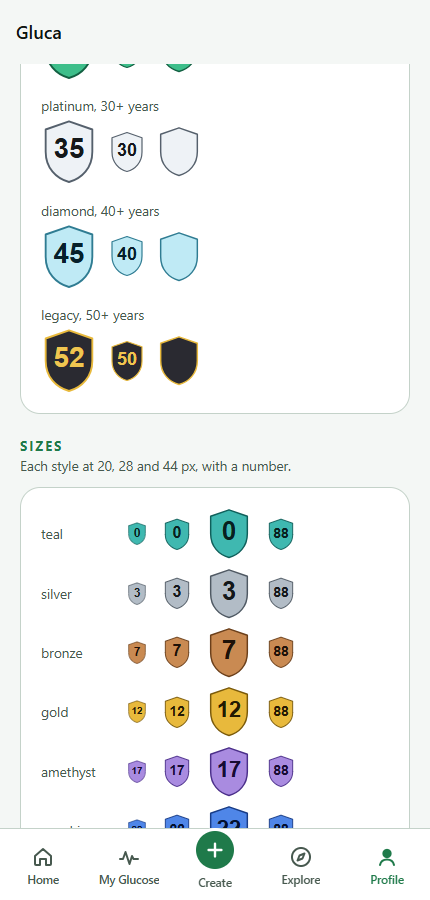 Gluca
platinum, 30+ years
35 30
diamond, 40+ years
45 40
legacy, 50+ years
52 50
SIZES
Each style at 20, 28 and 44 px, with a number.
teal 0 0 0 88
silver 3 3 3 88
bronze 7 7 7 88
gold 12 12 12 88
amethyst 17 17 17 88
Home My Glucose Create Explore Profile